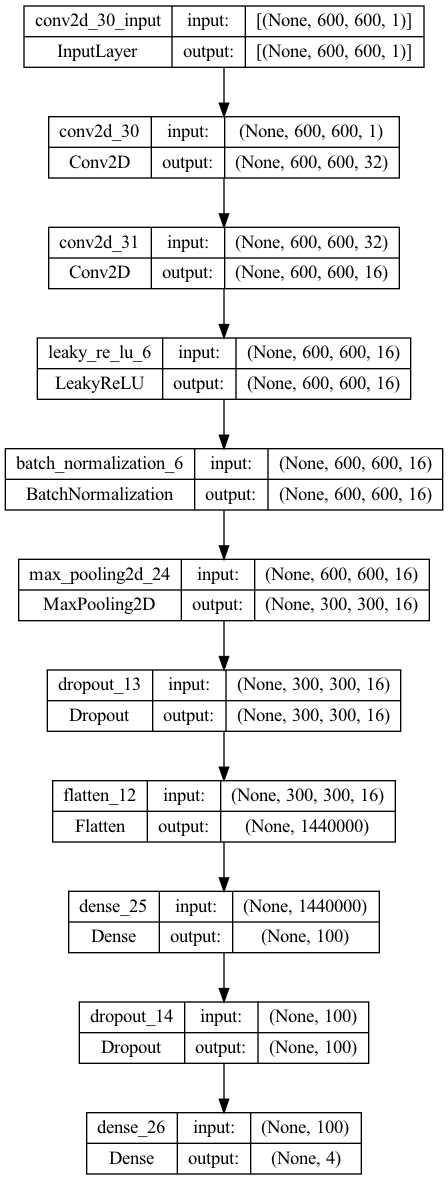 conv2d_30_input input: [(None, 600, 600, 1)]
InputLayer output: [(None, 600, 600, 1)]
conv2d_30 input: (None, 600, 600, 1)
Conv2D output: (None, 600, 600, 32)
conv2d_31 input: (None, 600, 600, 32)
Conv2D output: (None, 600, 600, 16)
leaky_re_lu_6 input: (None, 600, 600, 16)
LeakyReLU output: (None, 600, 600, 16)
batch_normalization_6 input: (None, 600, 600, 16)
BatchNormalization output: (None, 600, 600, 16)
max_pooling2d_24 input: (None, 600, 600, 16)
MaxPooling2D output: (None, 300, 300, 16)
dropout_13 input: (None, 300, 300, 16)
Dropout output: (None, 300, 300, 16)
flatten_12 input: (None, 300, 300, 16)
Flatten output: (None, 1440000)
dense_25 input: (None, 1440000)
Dense output: (None, 100)
dropout_14 input: (None, 100)
Dropout output: (None, 100)
dense_26 input: (None, 100)
Dense output: (None, 4)